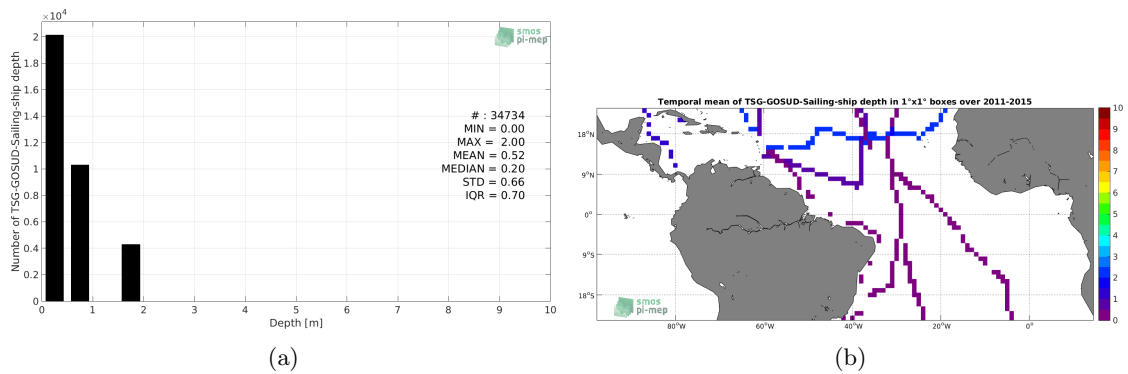 ×10⁴
2
1.8
1.6
1.4
1.2
1
0.8
0.6
0.4
0.2
0
Number of TSG-GOSUD-Sailing-ship depth
0 1 2 3 4 5 6 7 8 9 10
Depth [m]
smos
pi-mep
# : 34734
MIN = 0.00
MAX = 2.00
MEAN = 0.52
MEDIAN = 0.20
STD = 0.66
IQR = 0.70
(a)
Temporal mean of TSG-GOSUD-Sailing-ship depth in 1°x1° boxes over 2011-2015
18°N
9°N
0°
9°S
18°S
80°W 60°W 40°W 20°W 0°
smos
pi-mep
10
9
8
7
6
5
4
3
2
1
0
(b)